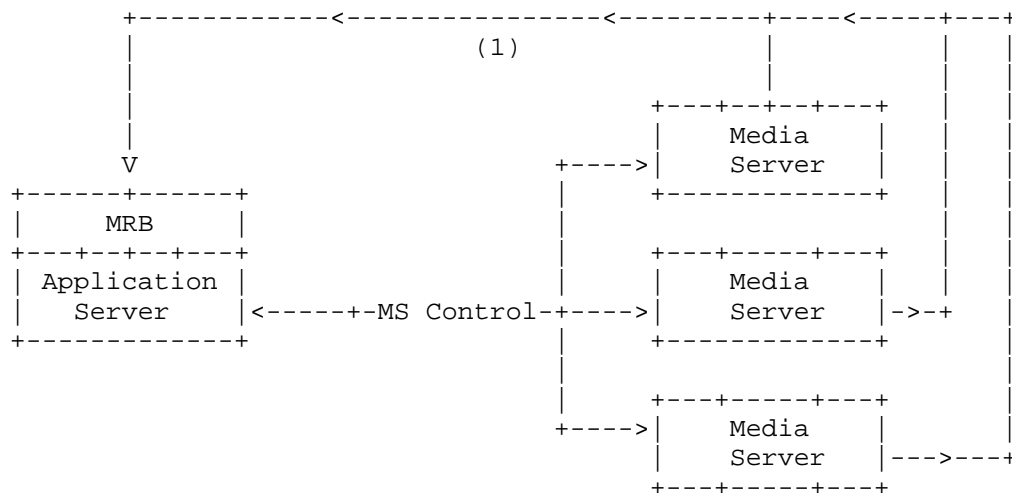 (1)
Media
Server
V
MRB
Application
Server
Media
Server
MS Control
Media
Server